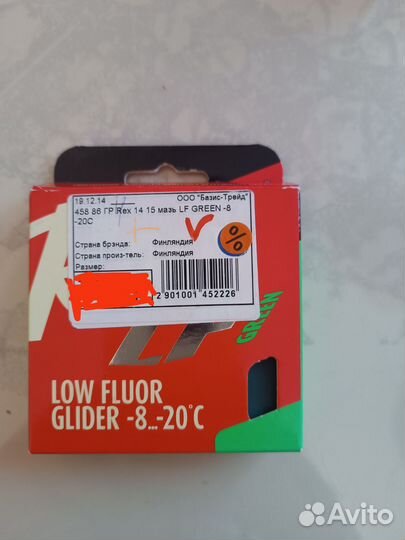 19.12.14
ООО "Базис-Трейд"
458 86 ГР Rex 14 15 мазь LF GREEN -8
-20C
Страна брэнда: Финляндия
Страна произ-тель: Финляндия
Размер:
%
2 901001 452226
LF
GREEN
LOW FLUOR
GLIDER -8...-20°C
Avito